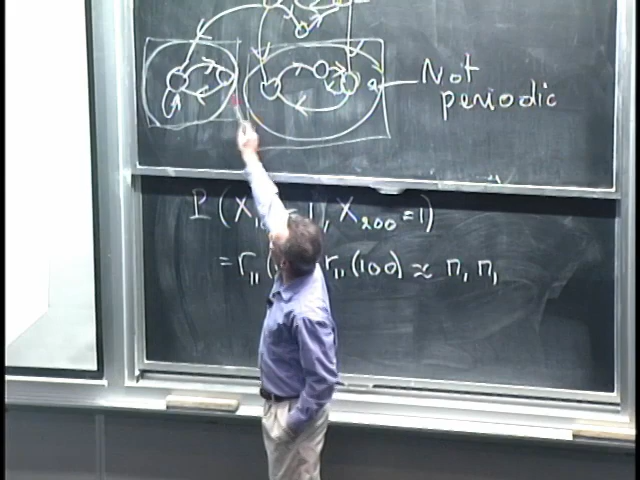 Not
periodic
P(X 1, X₂₀₀=1)
=r₁₁( r₁₁(100) ≈ π₁ π₁